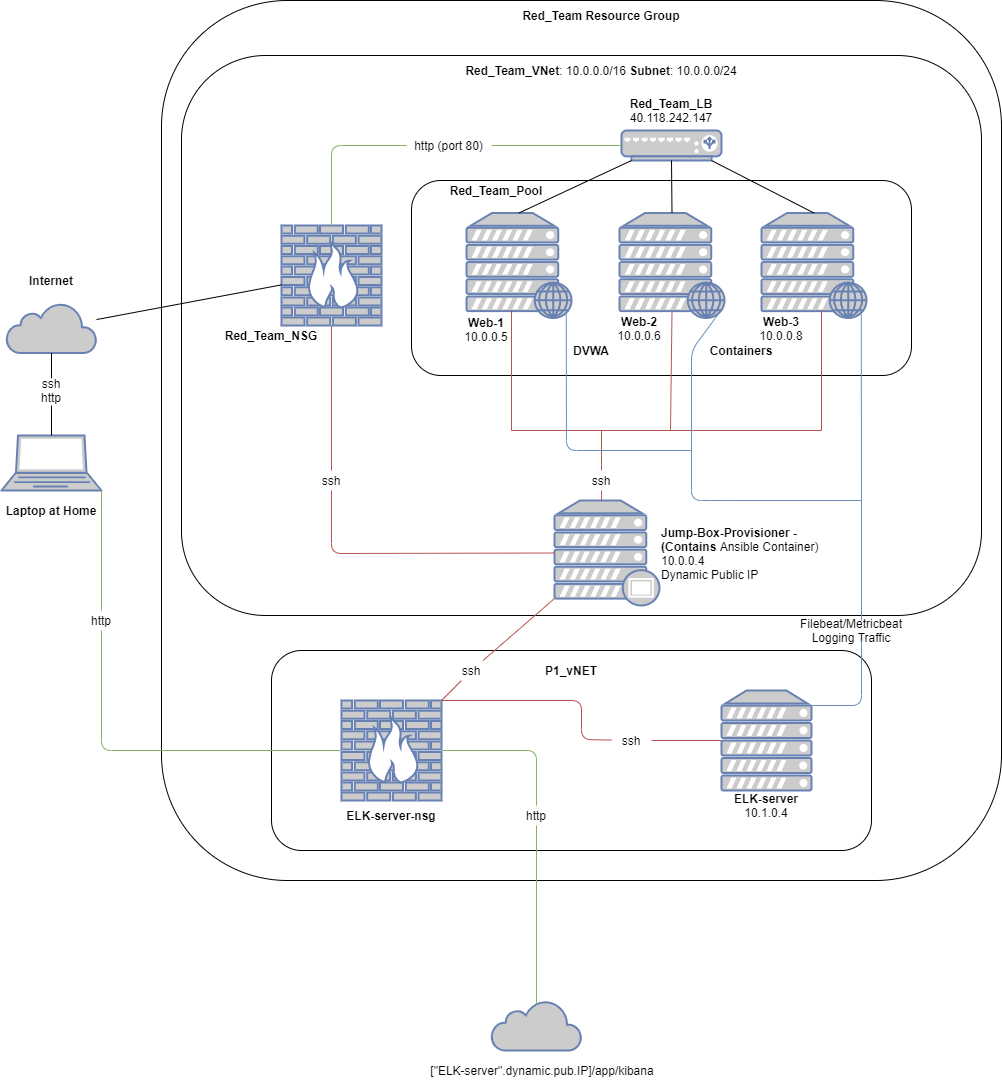 Red_Team Resource Group
Red_Team_VNet: 10.0.0.0/16 Subnet: 10.0.0.0/24
Red_Team_LB
40.118.242.147
http (port 80)
Red_Team_Pool
Internet
Web-1
10.0.0.5
Web-2
10.0.0.6
Web-3
10.0.0.8
Red_Team_NSG
DVWA
Containers
ssh
http
ssh
ssh
Laptop at Home
Jump-Box-Provisioner -
(Contains Ansible Container)
10.0.0.4
Dynamic Public IP
http
Filebeat/Metricbeat
Logging Traffic
ssh
P1_vNET
ssh
ELK-server
10.1.0.4
ELK-server-nsg
http
["ELK-server".dynamic.pub.IP]/app/kibana